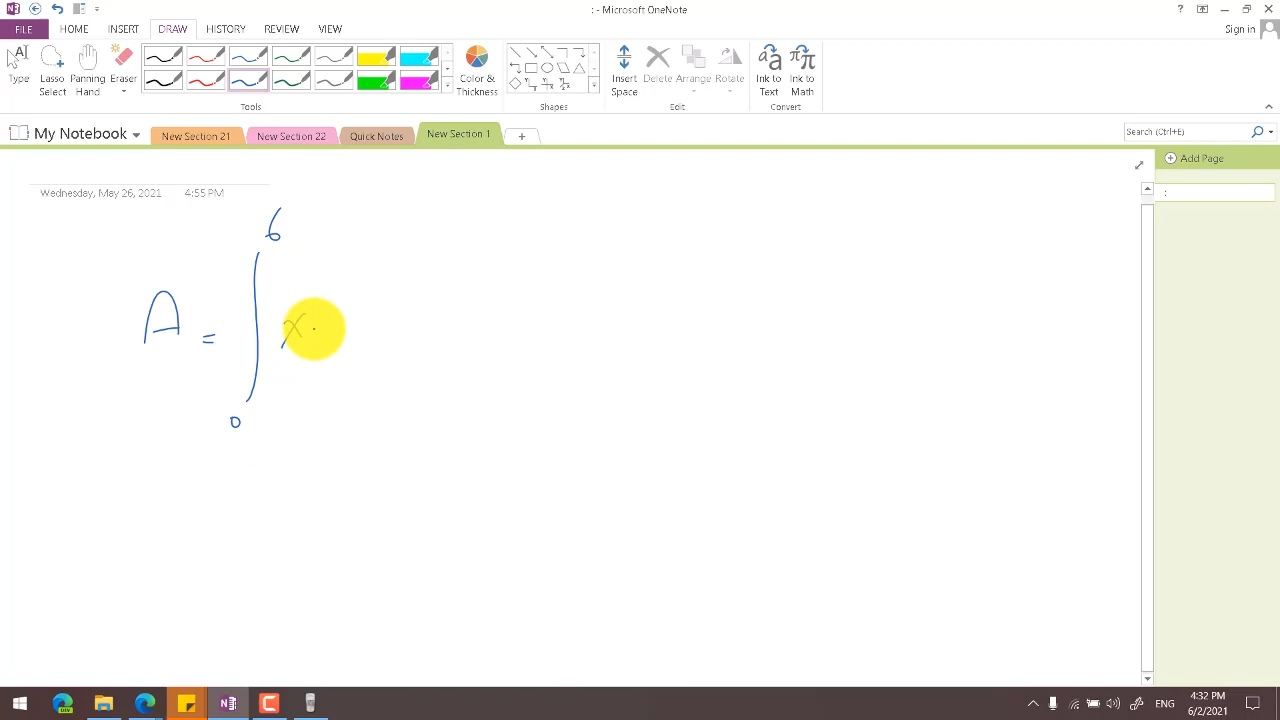 : - Microsoft OneNote
? 
FILE HOME INSERT DRAW HISTORY REVIEW VIEW
Sign in
Type
Lasso Select
Panning Hand
Eraser
Color & Thickness
Insert Space
Delete
Arrange
Rotate
Ink to Text
Ink to Math
Tools
Shapes
Edit
Convert
My Notebook
New Section 21
New Section 22
Quick Notes
New Section 1
Search (Ctrl+E)
Add Page
:
Wednesday, May 26, 2021 4:55 PM
6
A = ∫ x
0
ENG
4:32 PM
6/2/2021